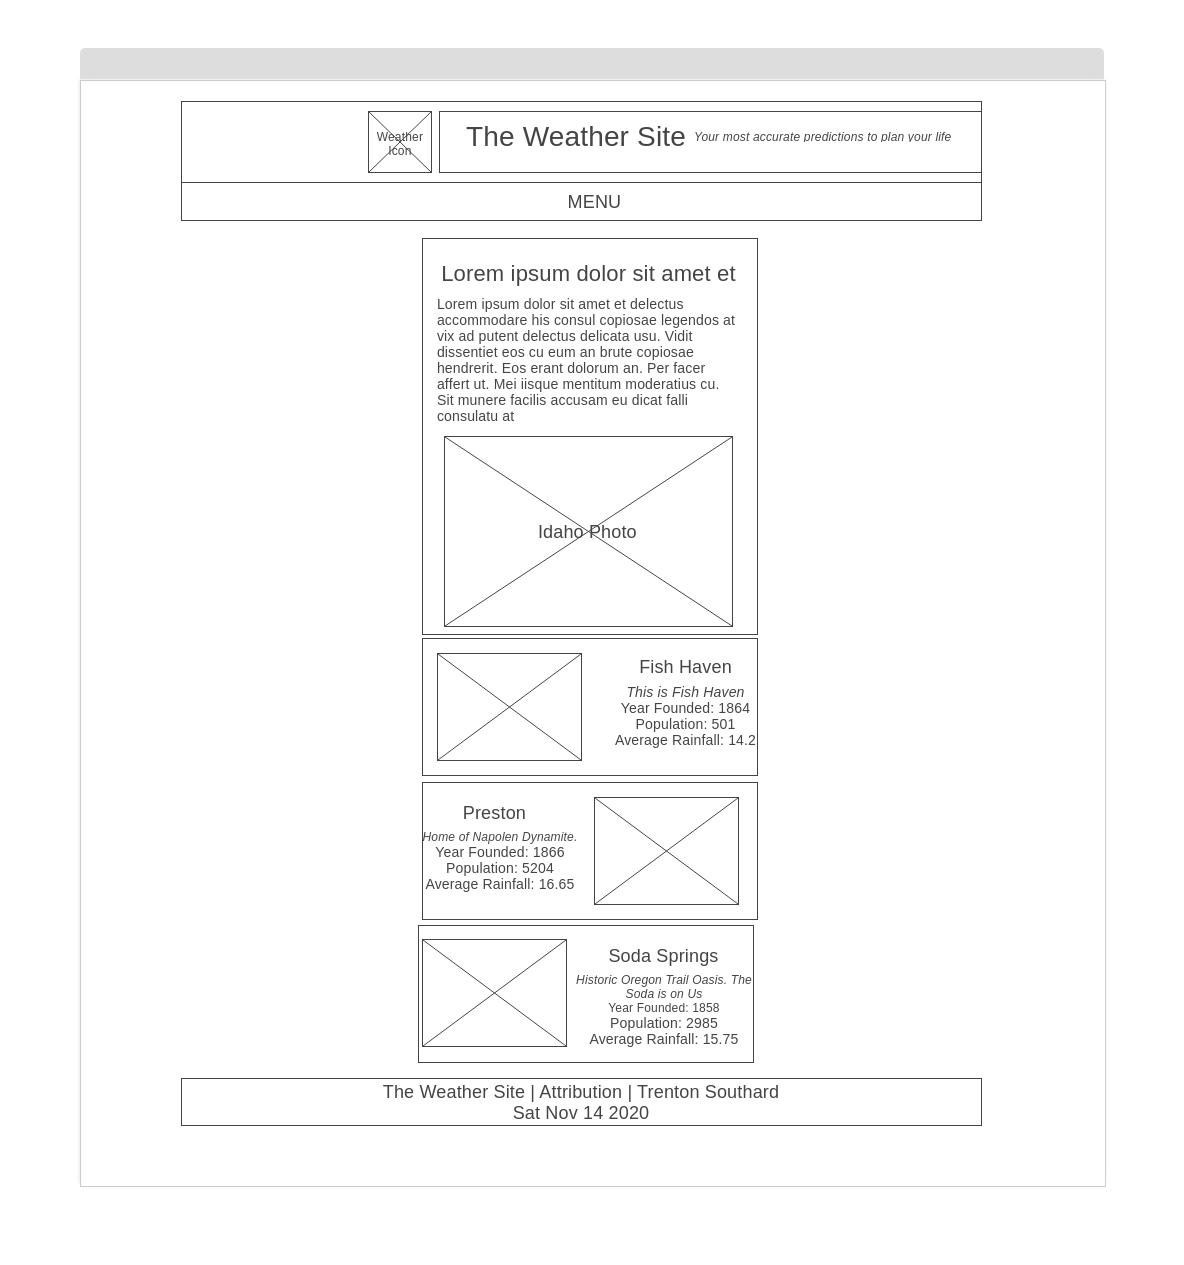 Weather
Icon
The Weather Site
Your most accurate predictions to plan your life
MENU
Lorem ipsum dolor sit amet et
Lorem ipsum dolor sit amet et delectus
accommodare his consul copiosae legendos at
vix ad putent delectus delicata usu. Vidit
dissentiet eos cu eum an brute copiosae
hendrerit. Eos erant dolorum an. Per facer
affert ut. Mei iisque mentitum moderatius cu.
Sit munere facilis accusam eu dicat falli
consulatu at
Idaho Photo
Fish Haven
This is Fish Haven
Year Founded: 1864
Population: 501
Average Rainfall: 14.2
Preston
Home of Napolen Dynamite.
Year Founded: 1866
Population: 5204
Average Rainfall: 16.65
Soda Springs
Historic Oregon Trail Oasis. The
Soda is on Us
Year Founded: 1858
Population: 2985
Average Rainfall: 15.75
The Weather Site | Attribution | Trenton Southard
Sat Nov 14 2020